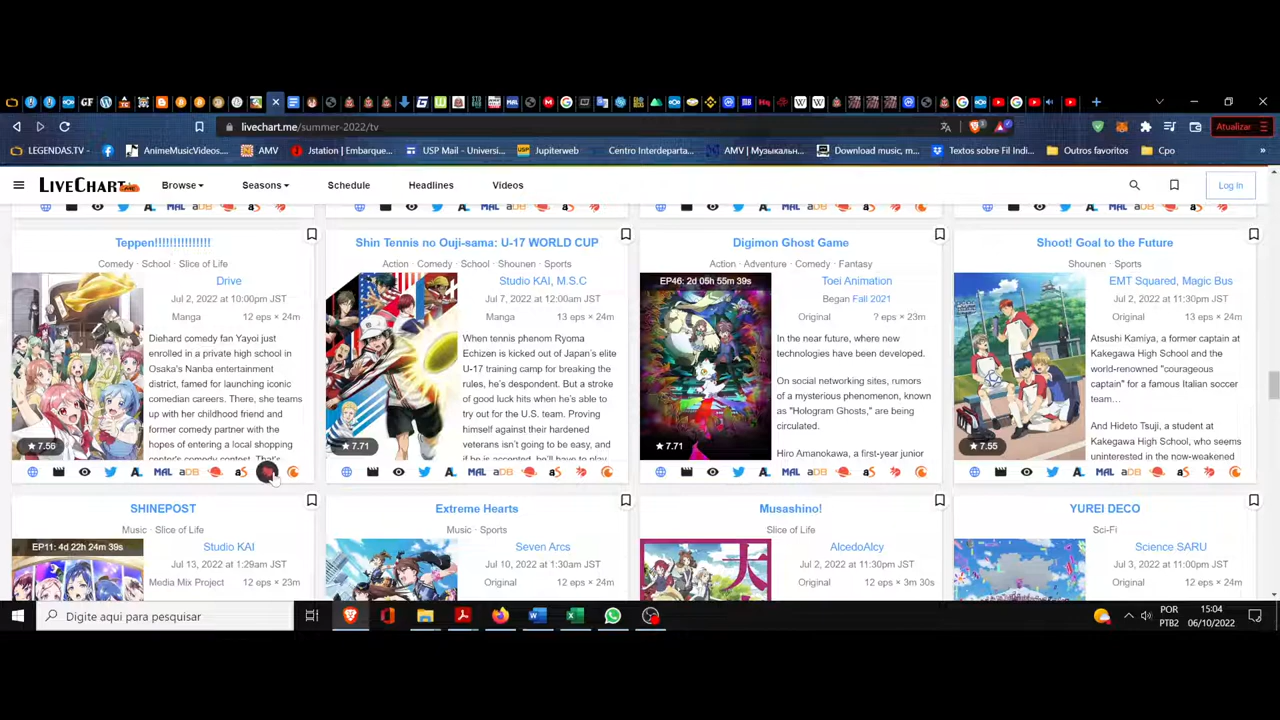 livechart.me/summer-2022/tv
Atualizar
LEGENDAS.TV -
AnimeMusicVideos...
AMV
Jstation | Embarque...
USP Mail - Universi...
Jupiterweb
Centro Interdeparta...
AMV | Музыкальн...
Download music, m...
Textos sobre Fil Indi...
Outros favoritos
Cpo
LIVECHART
Browse
Seasons
Schedule
Headlines
Videos
Log In
Teppen!!!!!!!!!!!!!!!
Comedy · School · Slice of Life
Drive
Jul 2, 2022 at 10:00pm JST
Manga 12 eps × 24m
Diehard comedy fan Yayoi just
enrolled in a private high school in
Osaka's Nanba entertainment
district, famed for launching iconic
comedian careers. There, she teams
up with her childhood friend and
former comedy partner with the
hopes of entering a local shopping
center's comedy contest. That's
7.56
Shin Tennis no Ouji-sama: U-17 WORLD CUP
Action · Comedy · School · Shounen · Sports
Studio KAI, M.S.C
Jul 7, 2022 at 12:00am JST
Manga 13 eps × 24m
When tennis phenom Ryoma
Echizen is kicked out of Japan's elite
U-17 training camp for breaking the
rules, he's despondent. But a stroke
of good luck hits when he's able to
try out for the U.S. team. Proving
himself against their hardened
veterans isn't going to be easy, and
if he is accepted, he'll have to play
7.71
Digimon Ghost Game
Action · Adventure · Comedy · Fantasy
EP46: 2d 05h 55m 39s
Toei Animation
Began Fall 2021
Original ? eps × 23m
In the near future, where new
technologies have been developed.
On social networking sites, rumors
of a mysterious phenomenon, known
as "Hologram Ghosts," are being
circulated.
Hiro Amanokawa, a first-year junior
7.71
Shoot! Goal to the Future
Shounen · Sports
EMT Squared, Magic Bus
Jul 2, 2022 at 11:30pm JST
Original 13 eps × 24m
Atsushi Kamiya, a former captain at
Kakegawa High School and the
world-renowned "courageous
captain" for a famous Italian soccer
team...
And Hideto Tsuji, a student at
Kakegawa High School, who seems
uninterested in the now-weakened
7.55
SHINEPOST
Music · Slice of Life
EP11: 4d 22h 24m 39s
Studio KAI
Jul 13, 2022 at 1:29am JST
Media Mix Project 12 eps × 23m
Extreme Hearts
Music · Sports
Seven Arcs
Jul 10, 2022 at 1:30am JST
Original 12 eps × 24m
Musashino!
Slice of Life
AlcedoAlcy
Jul 2, 2022 at 11:30pm JST
Original 12 eps × 3m 30s
YUREI DECO
Sci-Fi
Science SARU
Jul 3, 2022 at 11:00pm JST
Original 12 eps × 24m
Digite aqui para pesquisar
POR
PTB2
15:04
06/10/2022